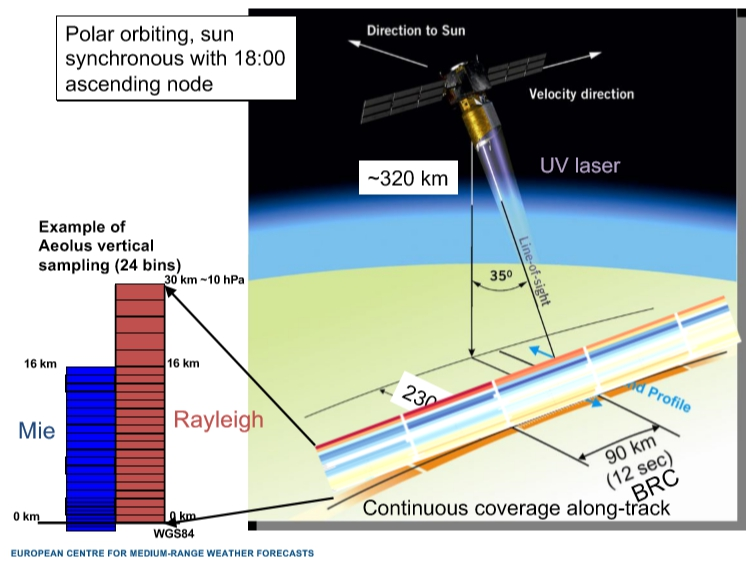 Polar orbiting, sun
synchronous with 18:00
ascending node
Direction to Sun
Velocity direction
UV laser
~320 km
Line-of-sight
35⁰
Example of
Aeolus vertical
sampling (24 bins)
30 km ~10 hPa
16 km
16 km
Mie
Rayleigh
230
Profile
90 km
(12 sec)
BRC
0 km
0 km
WGS84
Continuous coverage along-track
EUROPEAN CENTRE FOR MEDIUM-RANGE WEATHER FORECASTS